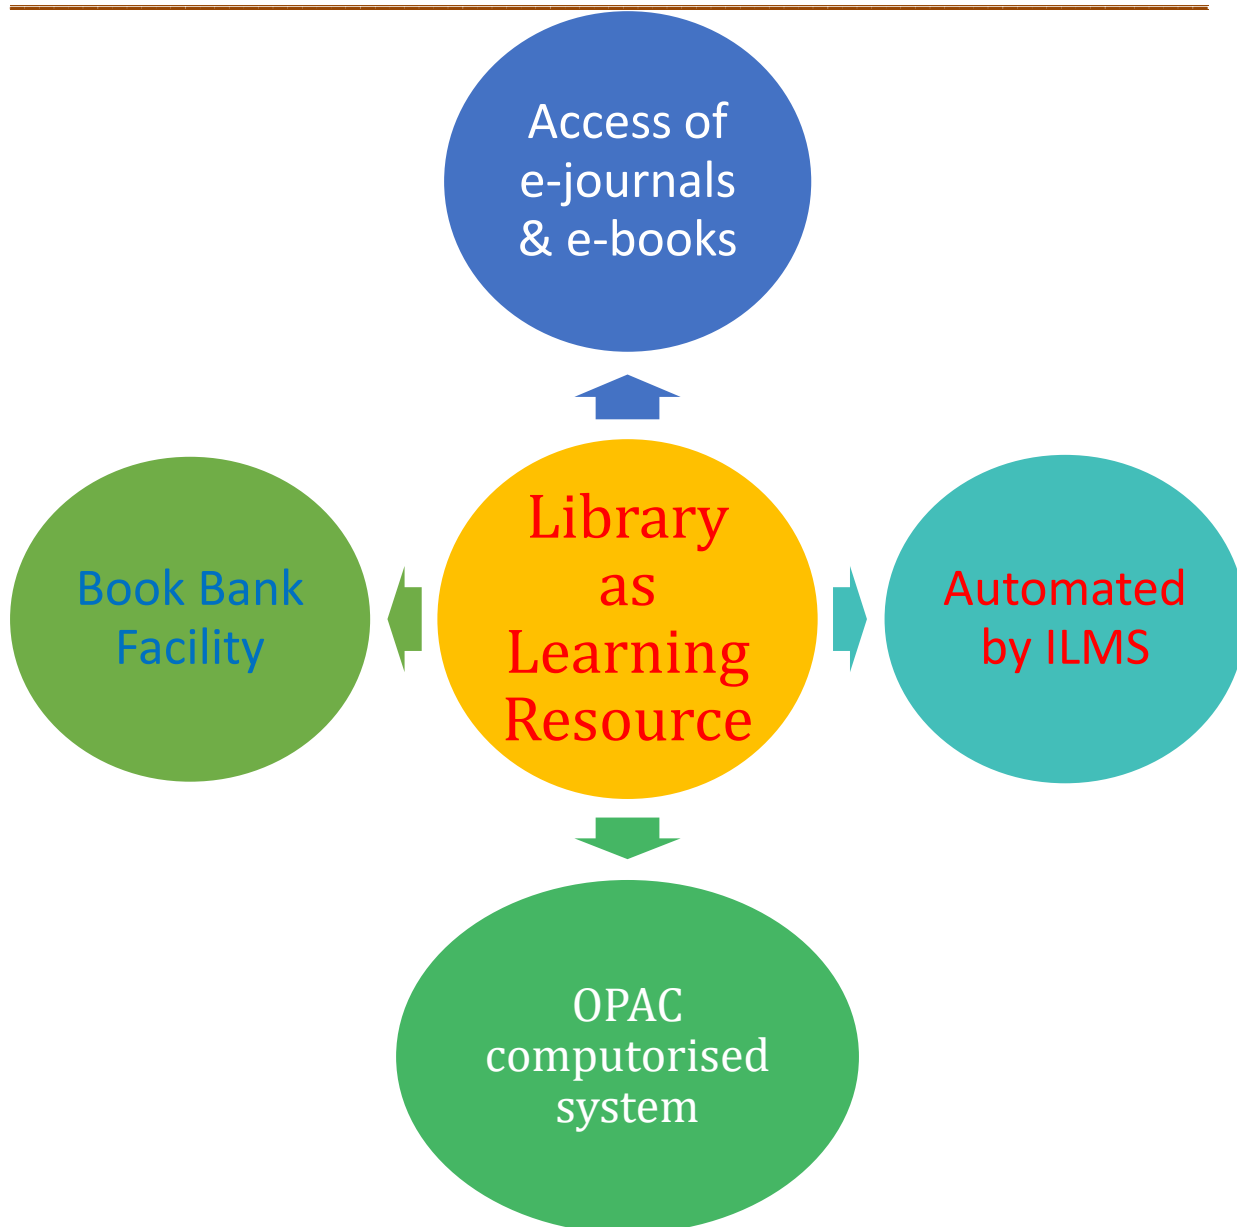 Access of
e-journals
& e-books
Library
as
Learning
Resource
Book Bank
Facility
Automated
by ILMS
OPAC
computorised
system